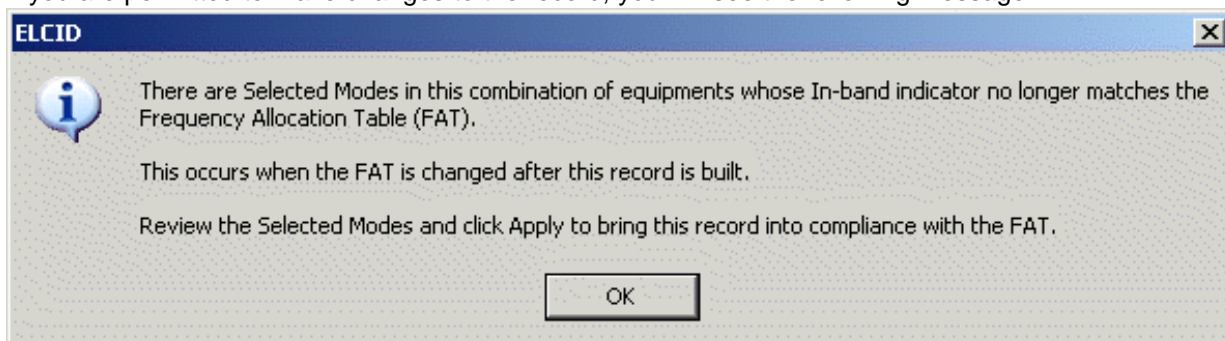 ELCID
There are Selected Modes in this combination of equipments whose In-band indicator no longer matches the
Frequency Allocation Table (FAT).
This occurs when the FAT is changed after this record is built.
Review the Selected Modes and click Apply to bring this record into compliance with the FAT.
OK